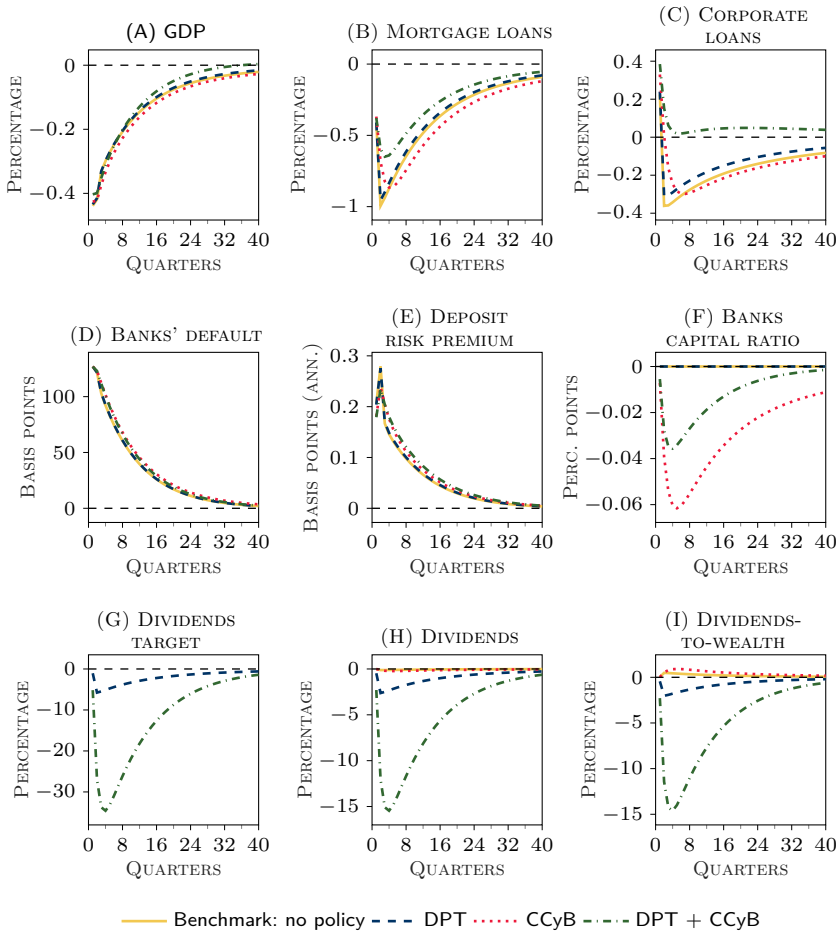 (A) GDP
PERCENTAGE
0
−0.2
−0.4
0 8 16 24 32 40
QUARTERS
(B) MORTGAGE LOANS
PERCENTAGE
0
−0.5
−1
0 8 16 24 32 40
QUARTERS
(C) CORPORATE
LOANS
PERCENTAGE
0.4
0.2
0
−0.2
−0.4
0 8 16 24 32 40
QUARTERS
(D) BANKS' DEFAULT
BASIS POINTS
100
50
0
0 8 16 24 32 40
QUARTERS
(E) DEPOSIT
RISK PREMIUM
BASIS POINTS (ANN.)
0.3
0.2
0.1
0
0 8 16 24 32 40
QUARTERS
(F) BANKS
CAPITAL RATIO
PERC. POINTS
0
−0.02
−0.04
−0.06
0 8 16 24 32 40
QUARTERS
(G) DIVIDENDS
TARGET
PERCENTAGE
0
−10
−20
−30
0 8 16 24 32 40
QUARTERS
(H) DIVIDENDS
PERCENTAGE
0
−5
−10
−15
0 8 16 24 32 40
QUARTERS
(I) DIVIDENDS-
TO-WEALTH
PERCENTAGE
0
−5
−10
−15
0 8 16 24 32 40
QUARTERS
Benchmark: no policy DPT CCyB DPT + CCyB